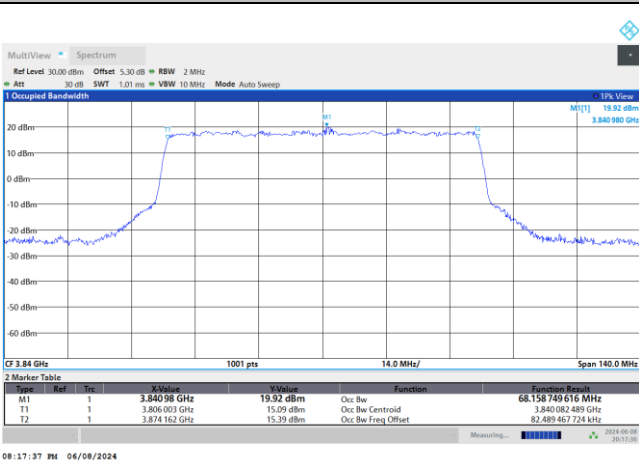 MultiView Spectrum
Ref Level 30.00 dBm Offset 5.30 dB RBW 2 MHz
Att 30 dB SWT 1.01 ms VBW 10 MHz Mode Auto Sweep
1 Occupied Bandwidth 1Pk View
M1[1] 19.92 dBm
3.840 980 GHz
M1
T1 T2
20 dBm
10 dBm
0 dBm
-10 dBm
-20 dBm
-30 dBm
-40 dBm
-50 dBm
-60 dBm
CF 3.84 GHz 1001 pts 14.0 MHz/ Span 140.0 MHz
2 Marker Table
Type Ref Trc X-Value Y-Value Function Function Result
M1 1 3.840 98 GHz 19.92 dBm Occ Bw 68.158 749 616 MHz
T1 1 3.806 003 GHz 15.09 dBm Occ Bw Centroid 3.840 082 489 GHz
T2 1 3.874 162 GHz 15.39 dBm Occ Bw Freq Offset 82.489 467 724 kHz
Measuring... 2024-06-08
20:17:36
08:17:37 PM 06/08/2024